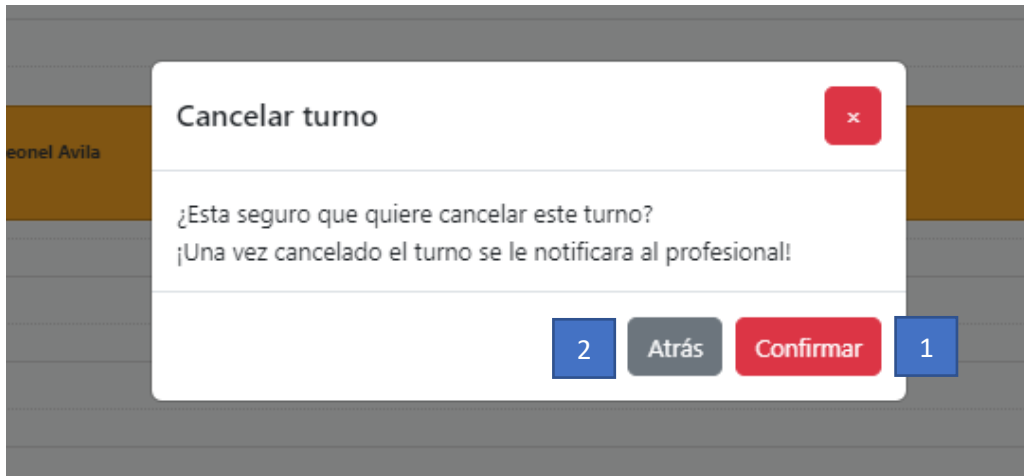 Cancelar turno
×
eonel Avila
¿Esta seguro que quiere cancelar este turno?
¡Una vez cancelado el turno se le notificara al profesional!
2 Atrás Confirmar 1